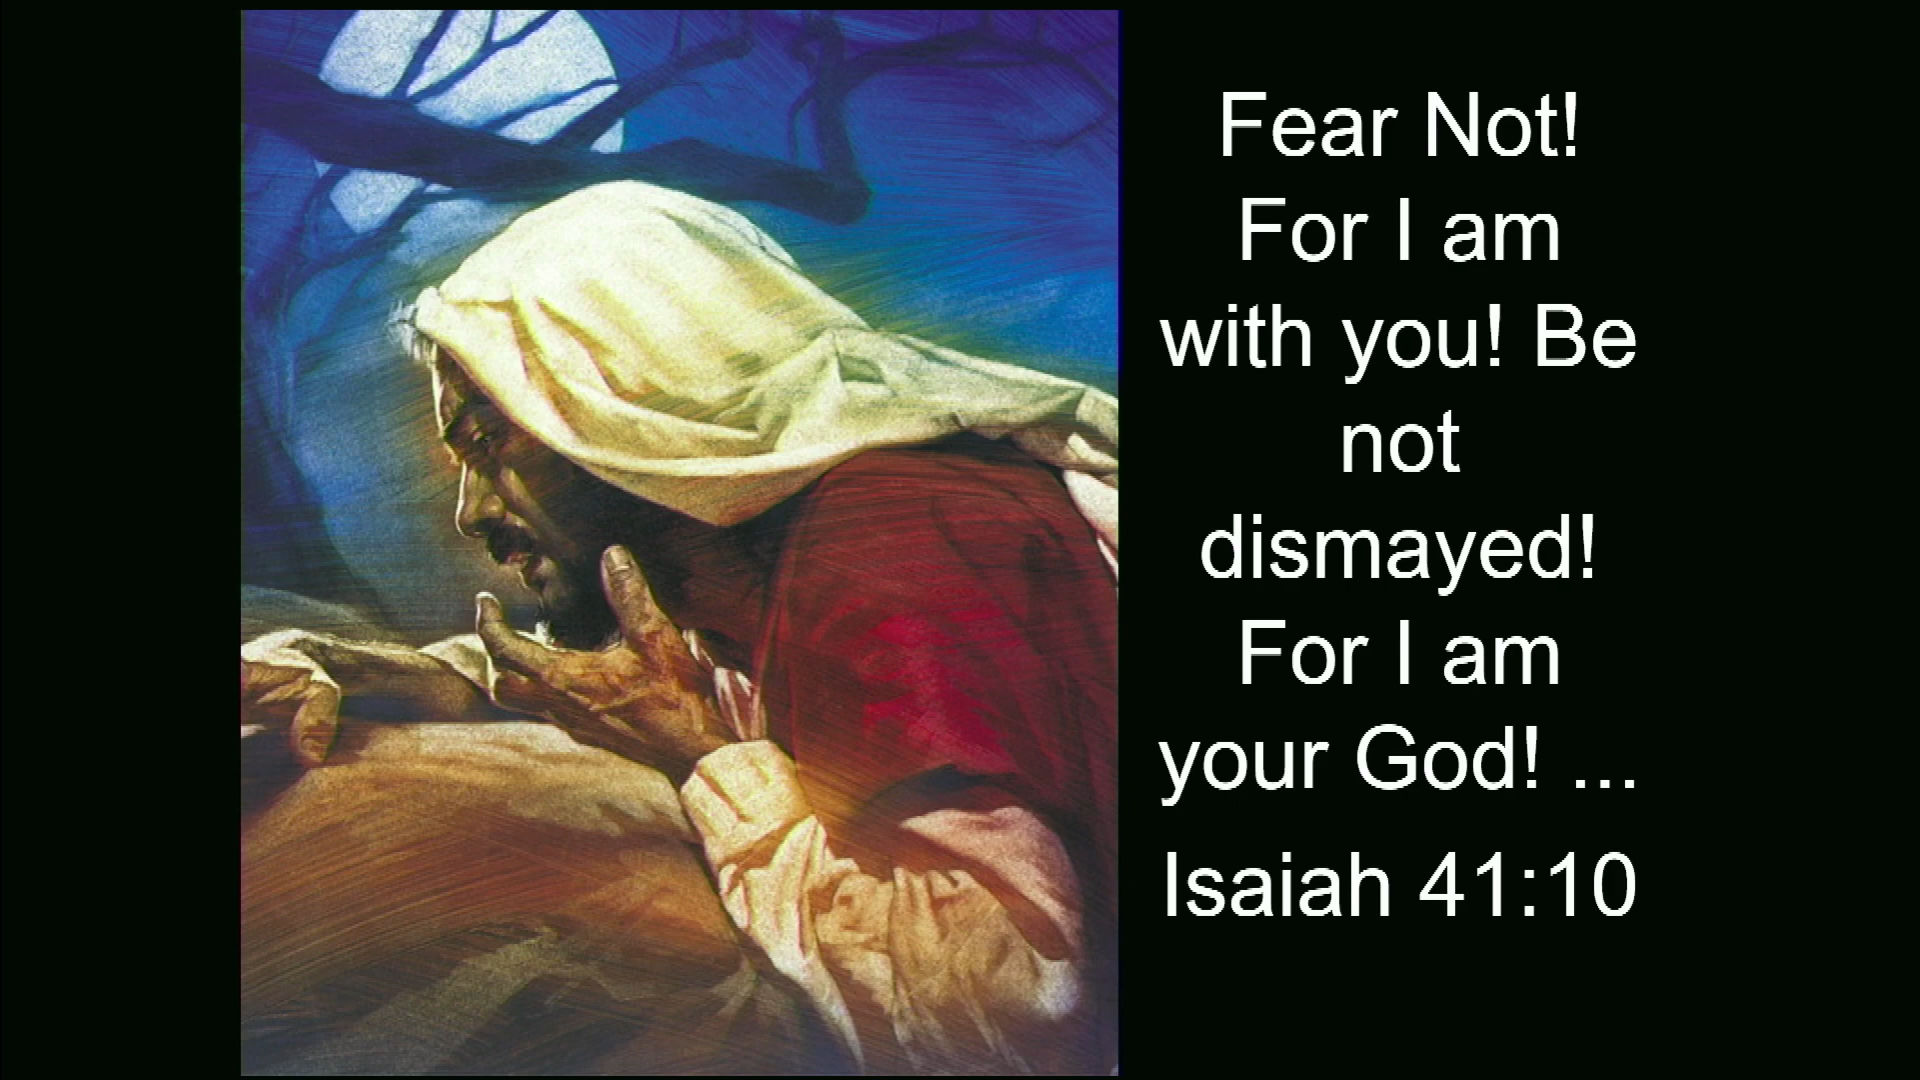 Fear Not!
For I am
with you! Be
not
dismayed!
For I am
your God! ...
Isaiah 41:10